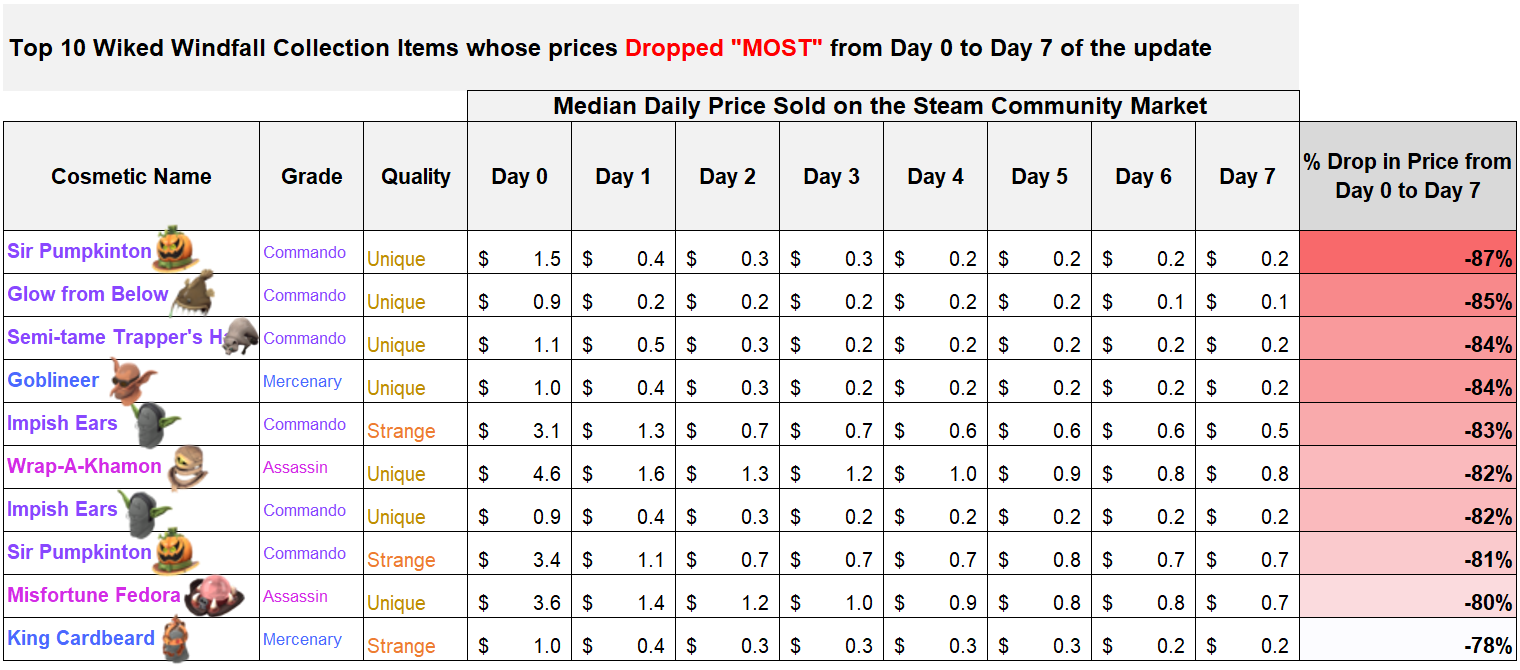 Top 10 Wiked Windfall Collection Items whose prices Dropped "MOST" from Day 0 to Day 7 of the update
Median Daily Price Sold on the Steam Community Market
Cosmetic Name Grade Quality Day 0 Day 1 Day 2 Day 3 Day 4 Day 5 Day 6 Day 7 % Drop in Price from
Day 0 to Day 7
Sir Pumpkinton Commando Unique $ 1.5 $ 0.4 $ 0.3 $ 0.3 $ 0.2 $ 0.2 $ 0.2 $ 0.2 -87%
Glow from Below Commando Unique $ 0.9 $ 0.2 $ 0.2 $ 0.2 $ 0.2 $ 0.2 $ 0.1 $ 0.1 -85%
Semi-tame Trapper's H Commando Unique $ 1.1 $ 0.5 $ 0.3 $ 0.2 $ 0.2 $ 0.2 $ 0.2 $ 0.2 -84%
Goblineer Mercenary Unique $ 1.0 $ 0.4 $ 0.3 $ 0.2 $ 0.2 $ 0.2 $ 0.2 $ 0.2 -84%
Impish Ears Commando Strange $ 3.1 $ 1.3 $ 0.7 $ 0.7 $ 0.6 $ 0.6 $ 0.6 $ 0.5 -83%
Wrap-A-Khamon Assassin Unique $ 4.6 $ 1.6 $ 1.3 $ 1.2 $ 1.0 $ 0.9 $ 0.8 $ 0.8 -82%
Impish Ears Commando Unique $ 0.9 $ 0.4 $ 0.3 $ 0.2 $ 0.2 $ 0.2 $ 0.2 $ 0.2 -82%
Sir Pumpkinton Commando Strange $ 3.4 $ 1.1 $ 0.7 $ 0.7 $ 0.7 $ 0.8 $ 0.7 $ 0.7 -81%
Misfortune Fedora Assassin Unique $ 3.6 $ 1.4 $ 1.2 $ 1.0 $ 0.9 $ 0.8 $ 0.8 $ 0.7 -80%
King Cardbeard Mercenary Strange $ 1.0 $ 0.4 $ 0.3 $ 0.3 $ 0.3 $ 0.3 $ 0.2 $ 0.2 -78%